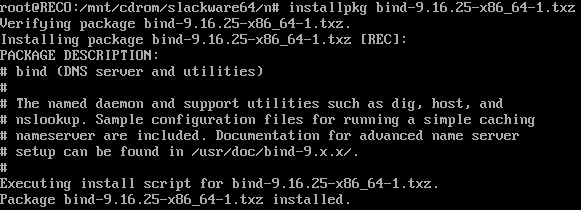 root@RECO:/mnt/cdrom/slackware64/n# installpkg bind-9.16.25-x86_64-1.txz
Verifying package bind-9.16.25-x86_64-1.txz.
Installing package bind-9.16.25-x86_64-1.txz [REC]:
PACKAGE DESCRIPTION:
# bind (DNS server and utilities)
#
# The named daemon and support utilities such as dig, host, and
# nslookup. Sample configuration files for running a simple caching
# nameserver are included. Documentation for advanced name server
# setup can be found in /usr/doc/bind-9.x.x/.
#
Executing install script for bind-9.16.25-x86_64-1.txz.
Package bind-9.16.25-x86_64-1.txz installed.